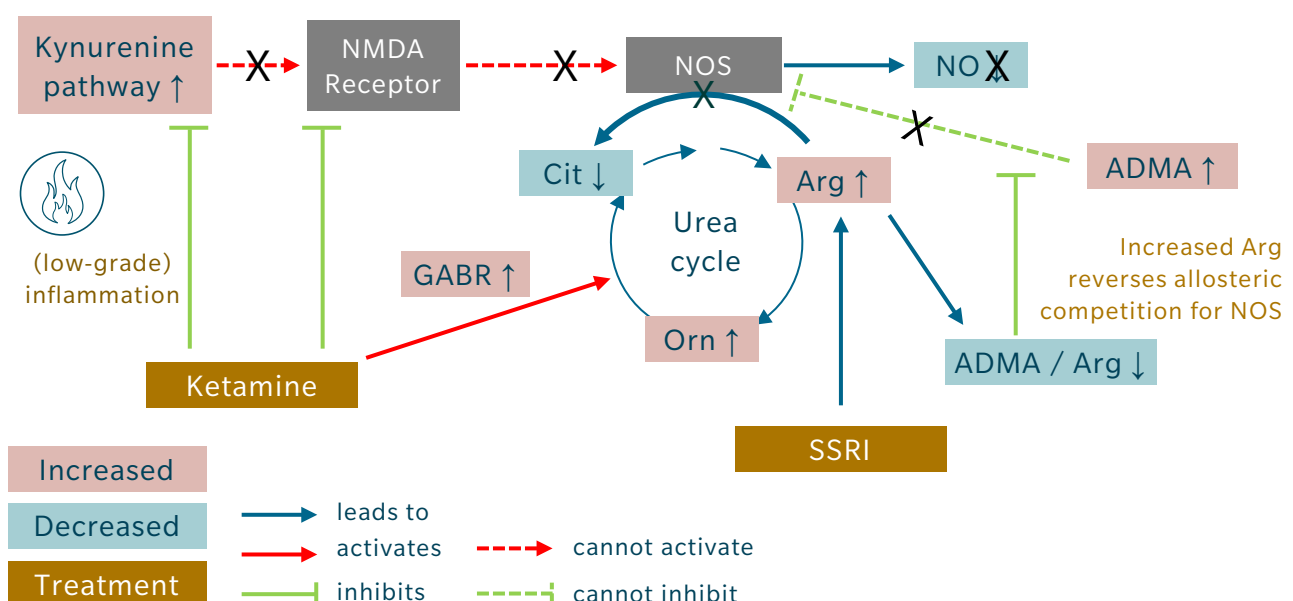 Kynurenine
pathway ↑
X
NMDA
Receptor
X
NOS
X
NO ↓
X
Cit ↓
Arg ↑
X
ADMA ↑
Urea
cycle
(low-grade)
inflammation
GABR ↑
Increased Arg
reverses allosteric
competition for NOS
Orn ↑
ADMA / Arg ↓
Ketamine
SSRI
Increased
Decreased
Treatment
leads to
activates
inhibits
cannot activate
cannot inhibit